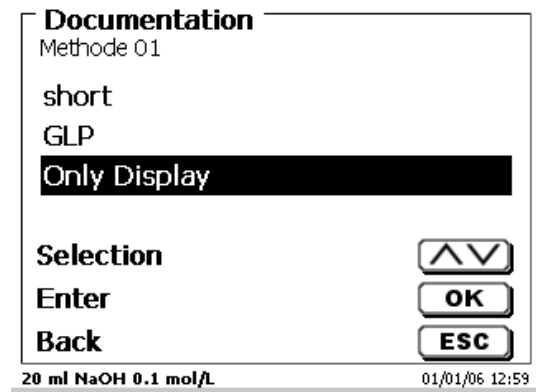 Documentation
Methode 01
short
GLP
Only Display
Selection
Enter OK
Back ESC
20 ml NaOH 0.1 mol/L 01/01/06 12:59